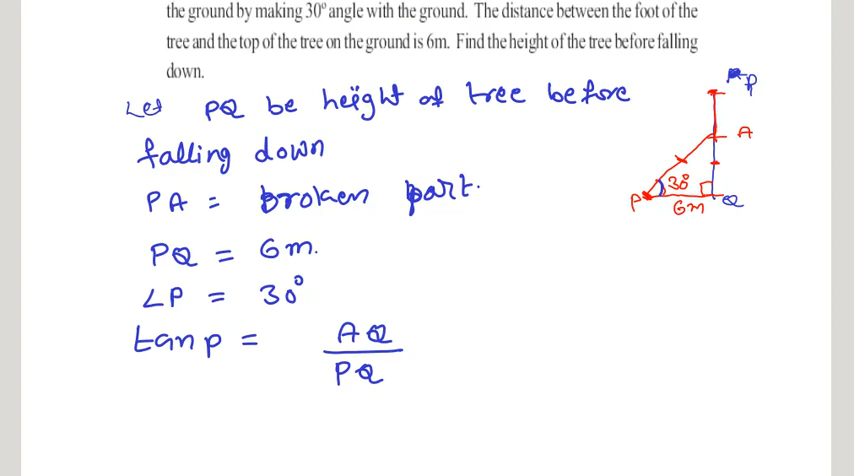 the ground by making 30° angle with the ground. The distance between the foot of the
tree and the top of the tree on the ground is 6m. Find the height of the tree before falling
down.
Let PQ be height of tree before
falling down
PA = broken part.
PQ = 6m.
∠P = 30°
tan p = AQ
PQ
P
A
30°
P
6m
Q